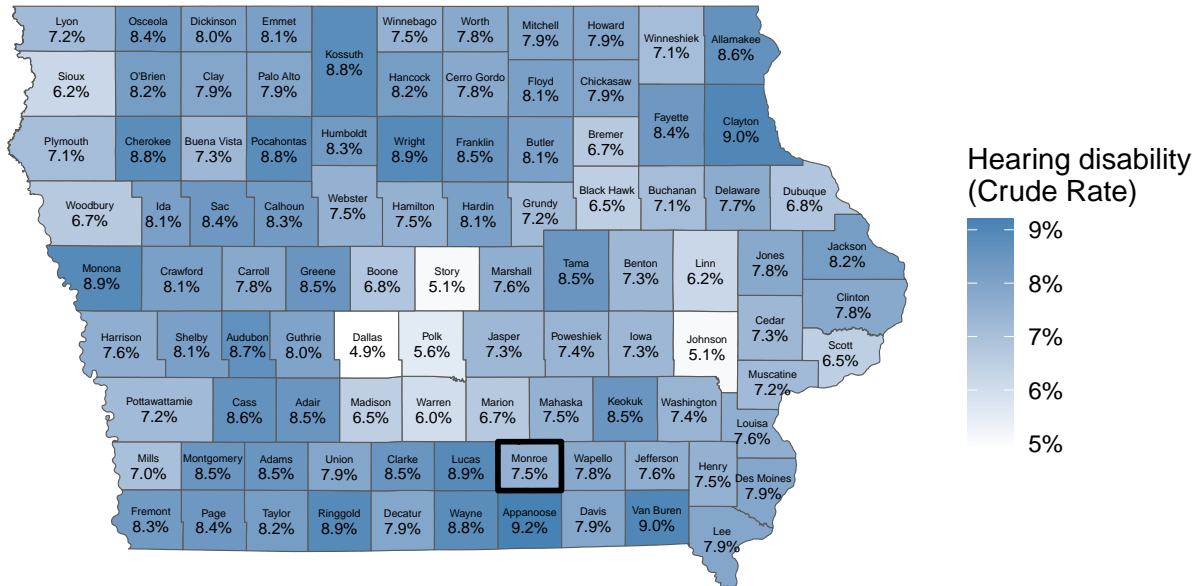 Lyon
7.2%
Osceola
8.4%
Dickinson
8.0%
Emmet
8.1%
Kossuth
8.8%
Winnebago
7.5%
Worth
7.8%
Mitchell
7.9%
Howard
7.9%
Winneshiek
7.1%
Allamakee
8.6%
Sioux
6.2%
O'Brien
8.2%
Clay
7.9%
Palo Alto
7.9%
Hancock
8.2%
Cerro Gordo
7.8%
Floyd
8.1%
Chickasaw
7.9%
Fayette
8.4%
Clayton
9.0%
Plymouth
7.1%
Cherokee
8.8%
Buena Vista
7.3%
Pocahontas
8.8%
Humboldt
8.3%
Wright
8.9%
Franklin
8.5%
Butler
8.1%
Bremer
6.7%
Woodbury
6.7%
Ida
8.1%
Sac
8.4%
Calhoun
8.3%
Webster
7.5%
Hamilton
7.5%
Hardin
8.1%
Grundy
7.2%
Black Hawk
6.5%
Buchanan
7.1%
Delaware
7.7%
Dubuque
6.8%
Monona
8.9%
Crawford
8.1%
Carroll
7.8%
Greene
8.5%
Boone
6.8%
Story
5.1%
Marshall
7.6%
Tama
8.5%
Benton
7.3%
Linn
6.2%
Jones
7.8%
Jackson
8.2%
Clinton
7.8%
Harrison
7.6%
Shelby
8.1%
Audubon
8.7%
Guthrie
8.0%
Dallas
4.9%
Polk
5.6%
Jasper
7.3%
Poweshiek
7.4%
Iowa
7.3%
Johnson
5.1%
Cedar
7.3%
Scott
6.5%
Muscatine
7.2%
Pottawattamie
7.2%
Cass
8.6%
Adair
8.5%
Madison
6.5%
Warren
6.0%
Marion
6.7%
Mahaska
7.5%
Keokuk
8.5%
Washington
7.4%
Louisa
7.6%
Mills
7.0%
Montgomery
8.5%
Adams
8.5%
Union
7.9%
Clarke
8.5%
Lucas
8.9%
Monroe
7.5%
Wapello
7.8%
Jefferson
7.6%
Henry
7.5%
Des Moines
7.9%
Fremont
8.3%
Page
8.4%
Taylor
8.2%
Ringgold
8.9%
Decatur
7.9%
Wayne
8.8%
Appanoose
9.2%
Davis
7.9%
Van Buren
9.0%
Lee
7.9%
Hearing disability
(Crude Rate)
9%
8%
7%
6%
5%